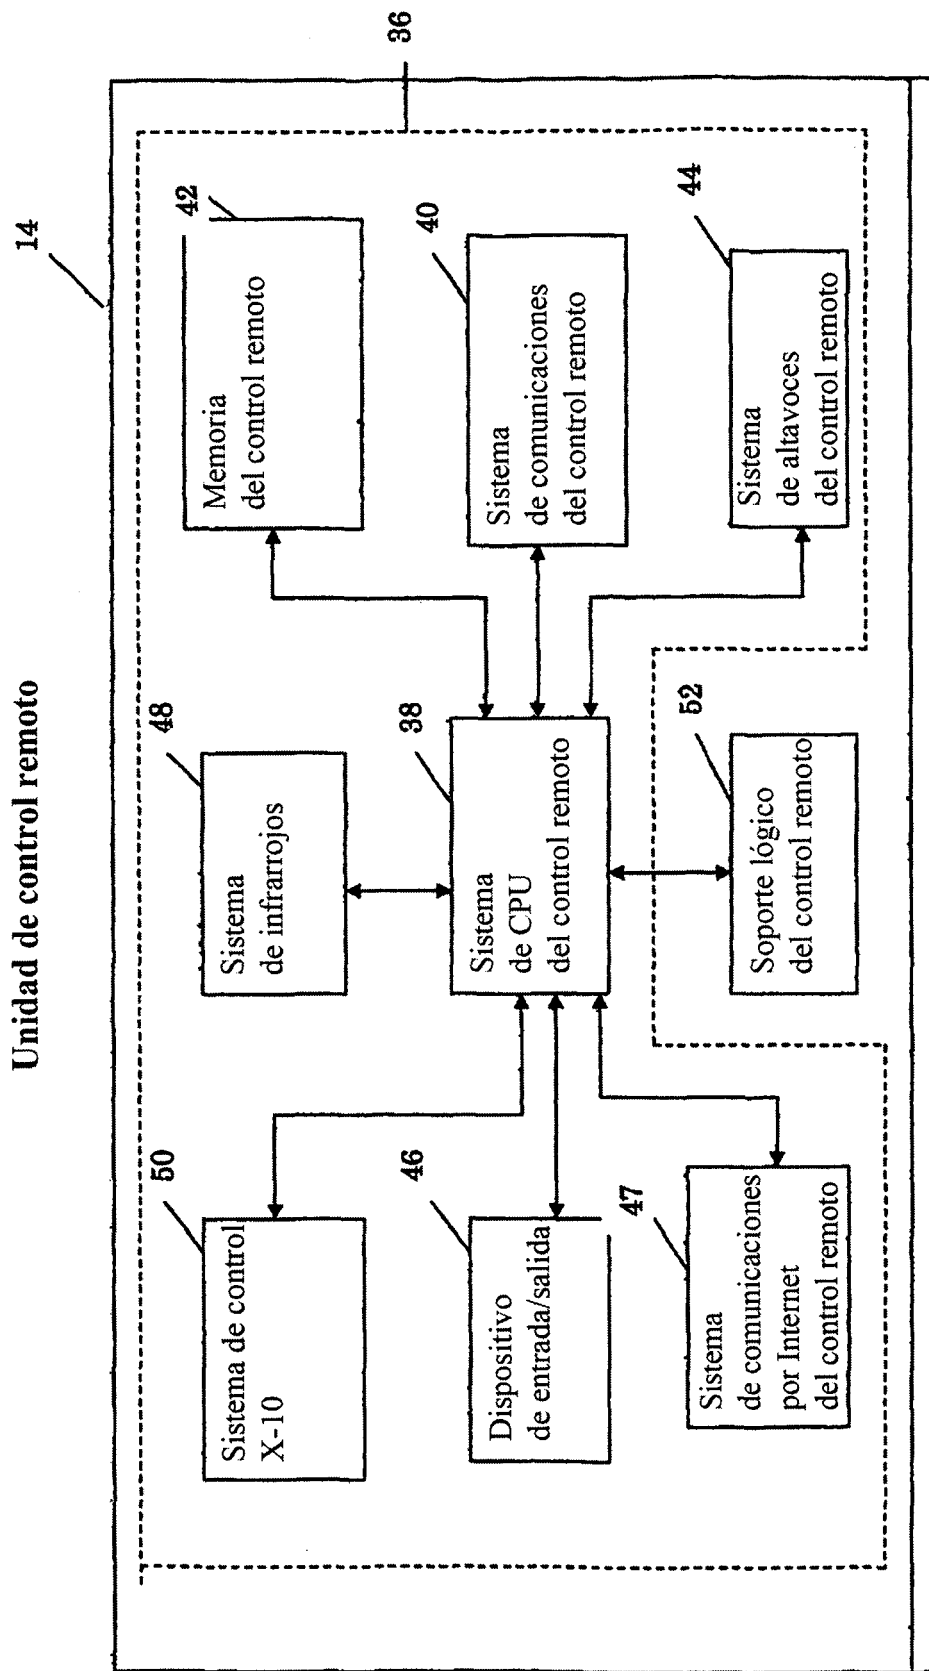 Unidad de control remoto
14
36
50
Sistema de control
X-10
48
Sistema
de infrarrojos
42
Memoria
del control remoto
46
Dispositivo
de entrada/salida
38
Sistema
de CPU
del control remoto
40
Sistema
de comunicaciones
del control remoto
47
Sistema
de comunicaciones
por Internet
del control remoto
52
Soporte lógico
del control remoto
44
Sistema
de altavoces
del control remoto